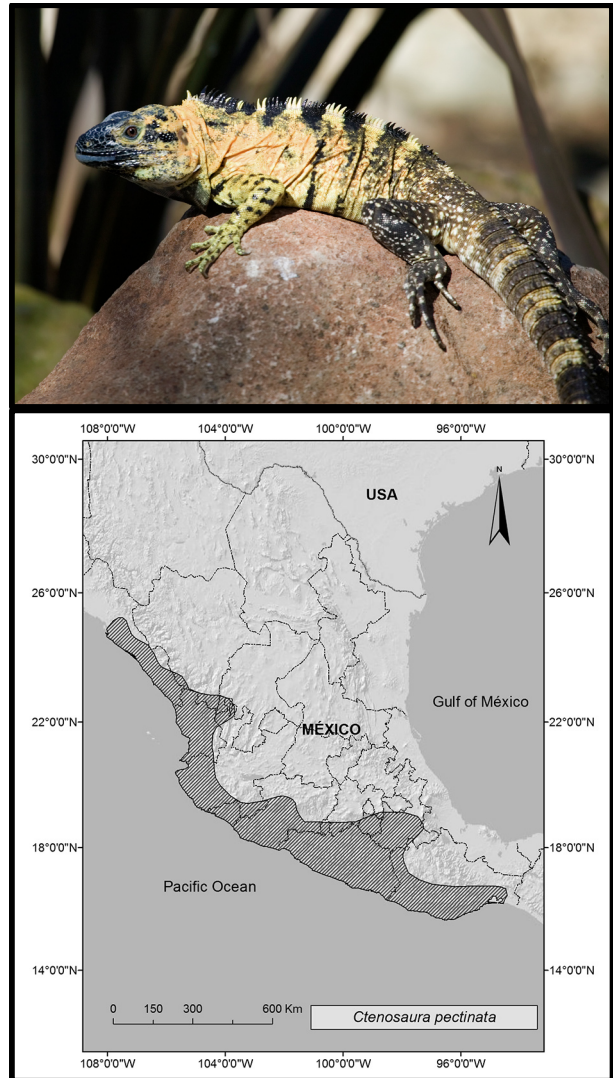 108°0'0"W 104°0'0"W 100°0'0"W 96°0'0"W
30°0'0"N 30°0'0"N
N
USA
26°0'0"N 26°0'0"N
Gulf of México
22°0'0"N 22°0'0"N
MÉXICO
18°0'0"N 18°0'0"N
Pacific Ocean
14°0'0"N 14°0'0"N
0 150 300 600 Km
Ctenosaura pectinata
108°0'0"W 104°0'0"W 100°0'0"W 96°0'0"W